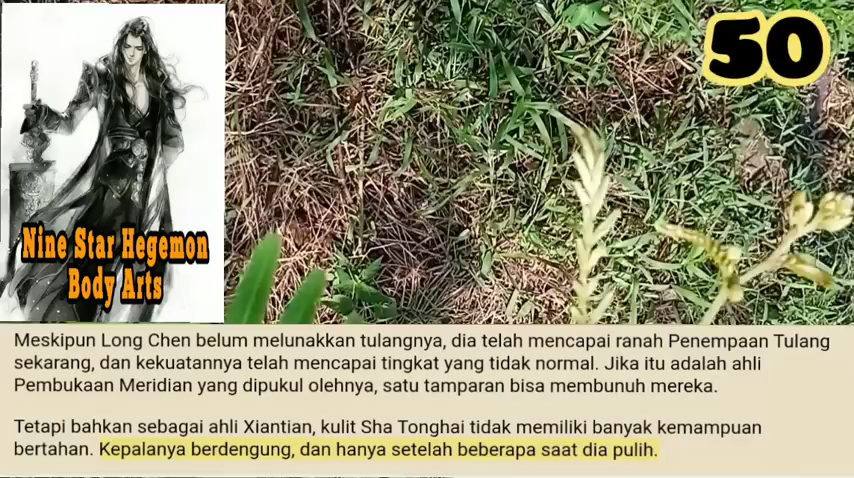 50
Nine Star Hegemon
Body Arts
Meskipun Long Chen belum melunakkan tulangnya, dia telah mencapai ranah Penempaan Tulang
sekarang, dan kekuatannya telah mencapai tingkat yang tidak normal. Jika itu adalah ahli
Pembukaan Meridian yang dipukul olehnya, satu tamparan bisa membunuh mereka.
Tetapi bahkan sebagai ahli Xiantian, kulit Sha Tonghai tidak memiliki banyak kemampuan
bertahan. Kepalanya berdengung, dan hanya setelah beberapa saat dia pulih.